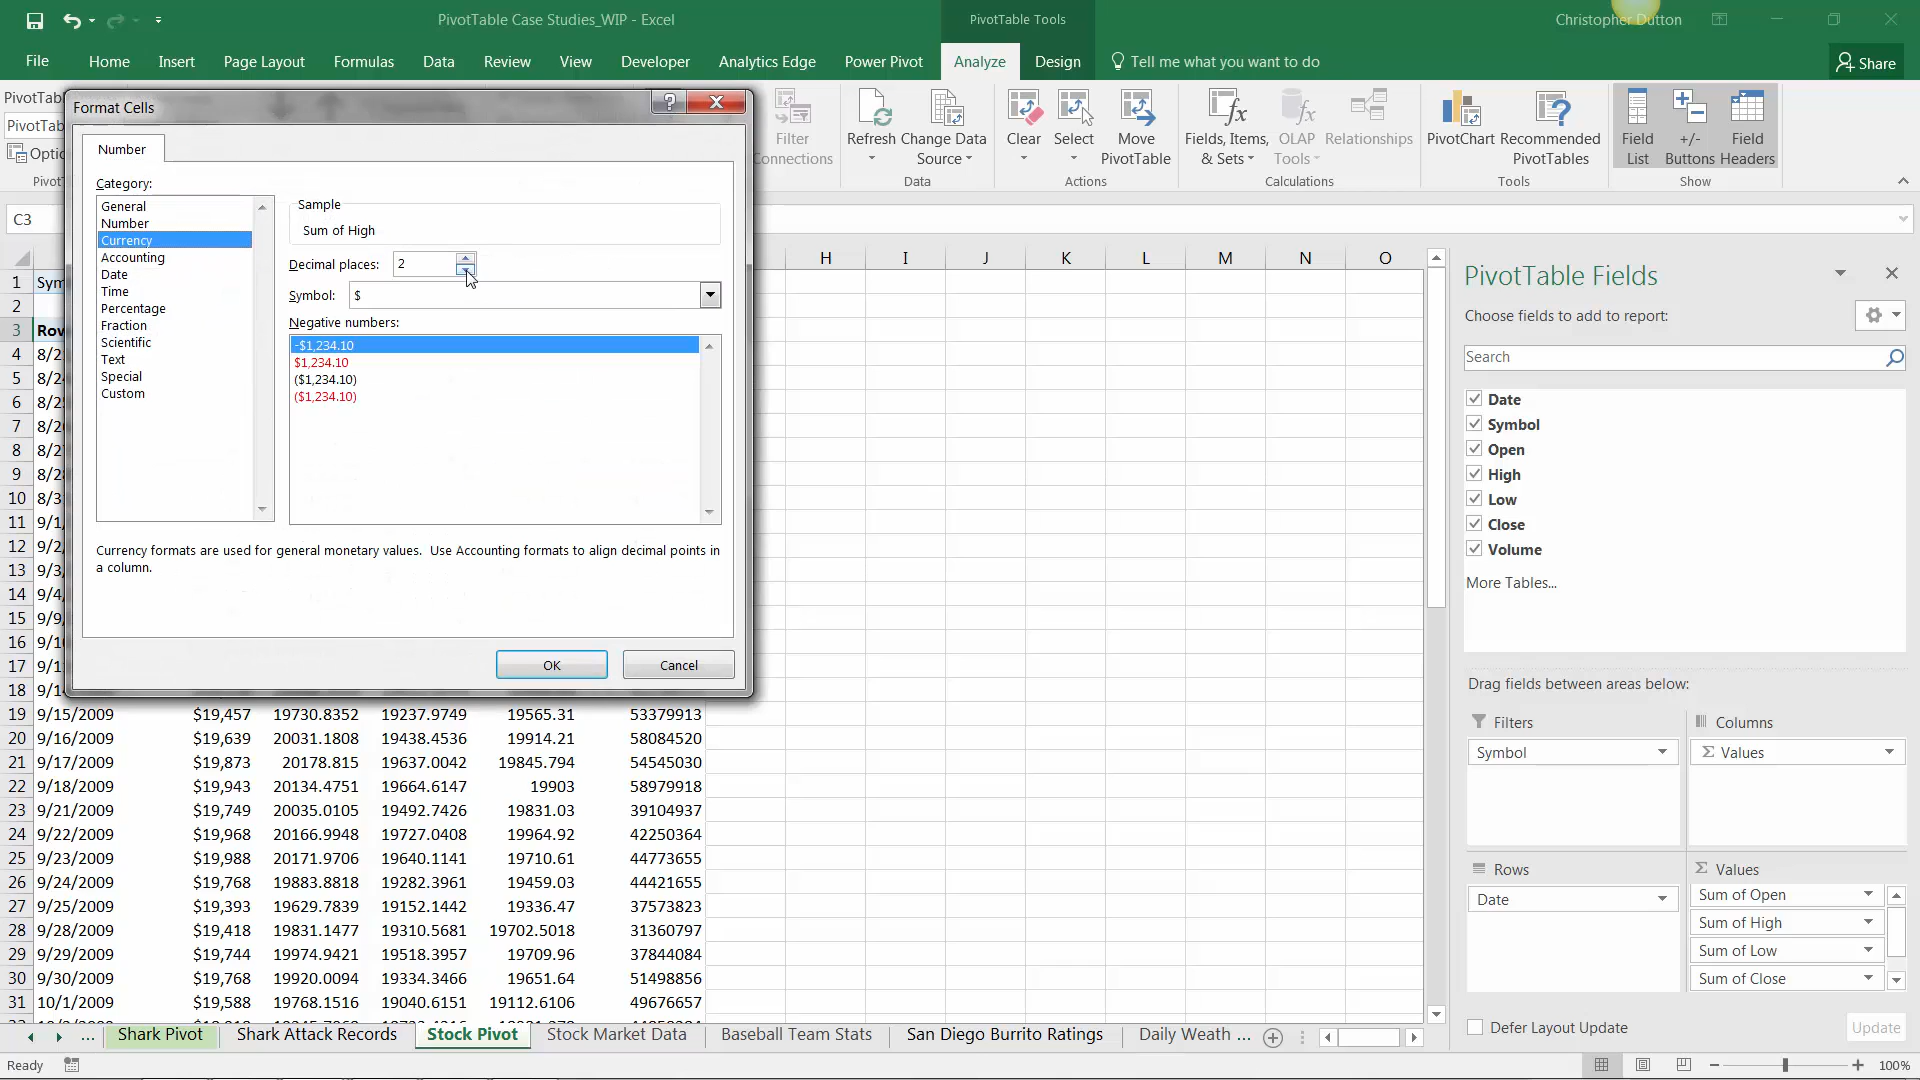 PivotTable Case Studies_WIP - Excel
PivotTable Tools
Christopher Dutton
File Home Insert Page Layout Formulas Data Review View Developer Analytics Edge Power Pivot Analyze Design Tell me what you want to do Share
Format Cells
Number
Category:
General
Number
Currency
Accounting
Date
Time
Percentage
Fraction
Scientific
Text
Special
Custom
Sample
Sum of High
Decimal places: 2
Symbol: $
Negative numbers:
-$1,234.10
$1,234.10
($1,234.10)
($1,234.10)
Currency formats are used for general monetary values. Use Accounting formats to align decimal points in
a column.
OK Cancel
Filter
Connections
Refresh
Change Data
Source
Data
Clear
Select
Move
PivotTable
Actions
Fields, Items,
& Sets
OLAP
Tools
Relationships
Calculations
PivotChart
Recommended
PivotTables
Tools
Field
List
+/-
Buttons
Field
Headers
Show
C3
H I J K L M N O
1
2
3
4
5
6
7
8
9
10
11
12
13
14
15
16
17
18
19 9/15/2009 $19,457 19730.8352 19237.9749 19565.31 53379913
20 9/16/2009 $19,639 20031.1808 19438.4536 19914.21 58084520
21 9/17/2009 $19,873 20178.815 19637.0042 19845.794 54545030
22 9/18/2009 $19,943 20134.4751 19664.6147 19903 58979918
23 9/21/2009 $19,749 20035.0105 19492.7426 19831.03 39104937
24 9/22/2009 $19,968 20166.9948 19727.0408 19964.92 42250364
25 9/23/2009 $19,988 20171.9706 19640.1141 19710.61 44773655
26 9/24/2009 $19,768 19883.8818 19282.3961 19459.03 44421655
27 9/25/2009 $19,393 19629.7839 19152.1442 19336.47 37573823
28 9/28/2009 $19,418 19831.1477 19310.5681 19702.5018 31360797
29 9/29/2009 $19,744 19974.9421 19518.3957 19709.96 37844084
30 9/30/2009 $19,768 19920.0094 19334.3466 19651.64 51498856
31 10/1/2009 $19,588 19768.1516 19040.6151 19112.6106 49676657
PivotTable Fields
Choose fields to add to report:
Search
Date
Symbol
Open
High
Low
Close
Volume
More Tables...
Drag fields between areas below:
Filters
Symbol
Columns
Σ Values
Rows
Date
Σ Values
Sum of Open
Sum of High
Sum of Low
Sum of Close
Defer Layout Update Update
... Shark Pivot Shark Attack Records Stock Pivot Stock Market Data Baseball Team Stats San Diego Burrito Ratings Daily Weath ...
Ready
100%